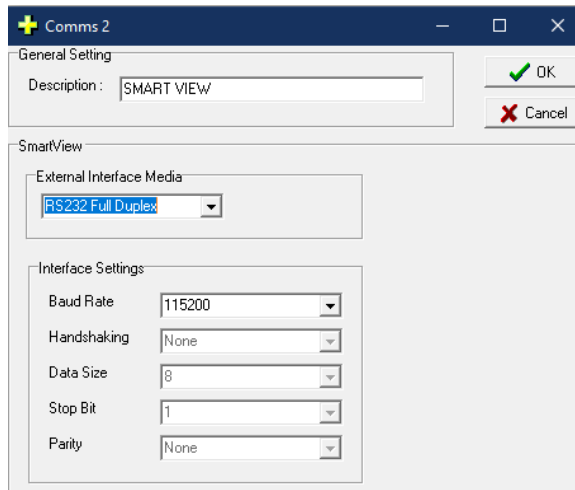 Comms 2
General Setting
Description : SMART VIEW
OK
Cancel
SmartView
External Interface Media
RS232 Full Duplex
Interface Settings
Baud Rate 115200
Handshaking None
Data Size 8
Stop Bit 1
Parity None